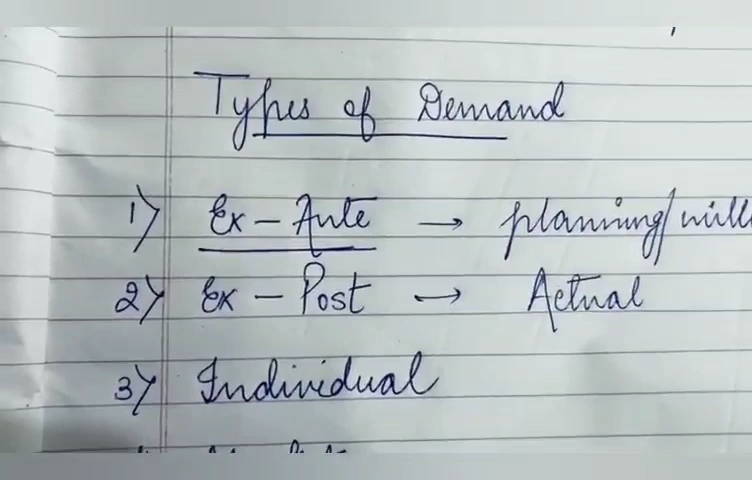 Types of Demand
1) Ex-Ante → planning/
2) Ex-Post → Actual
3) Individual